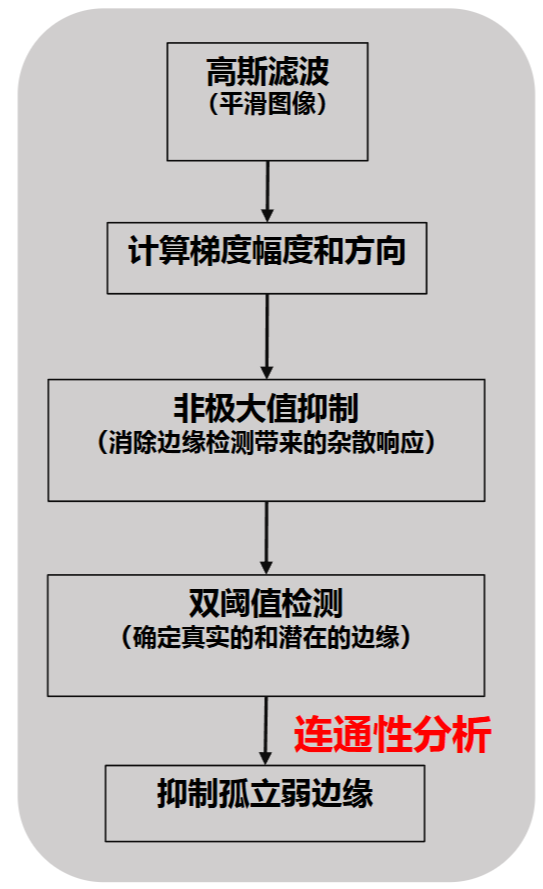 高斯滤波
（平滑图像）
计算梯度幅度和方向
非极大值抑制
（消除边缘检测带来的杂散响应）
双阈值检测
（确定真实的和潜在的边缘）
连通性分析
抑制孤立弱边缘